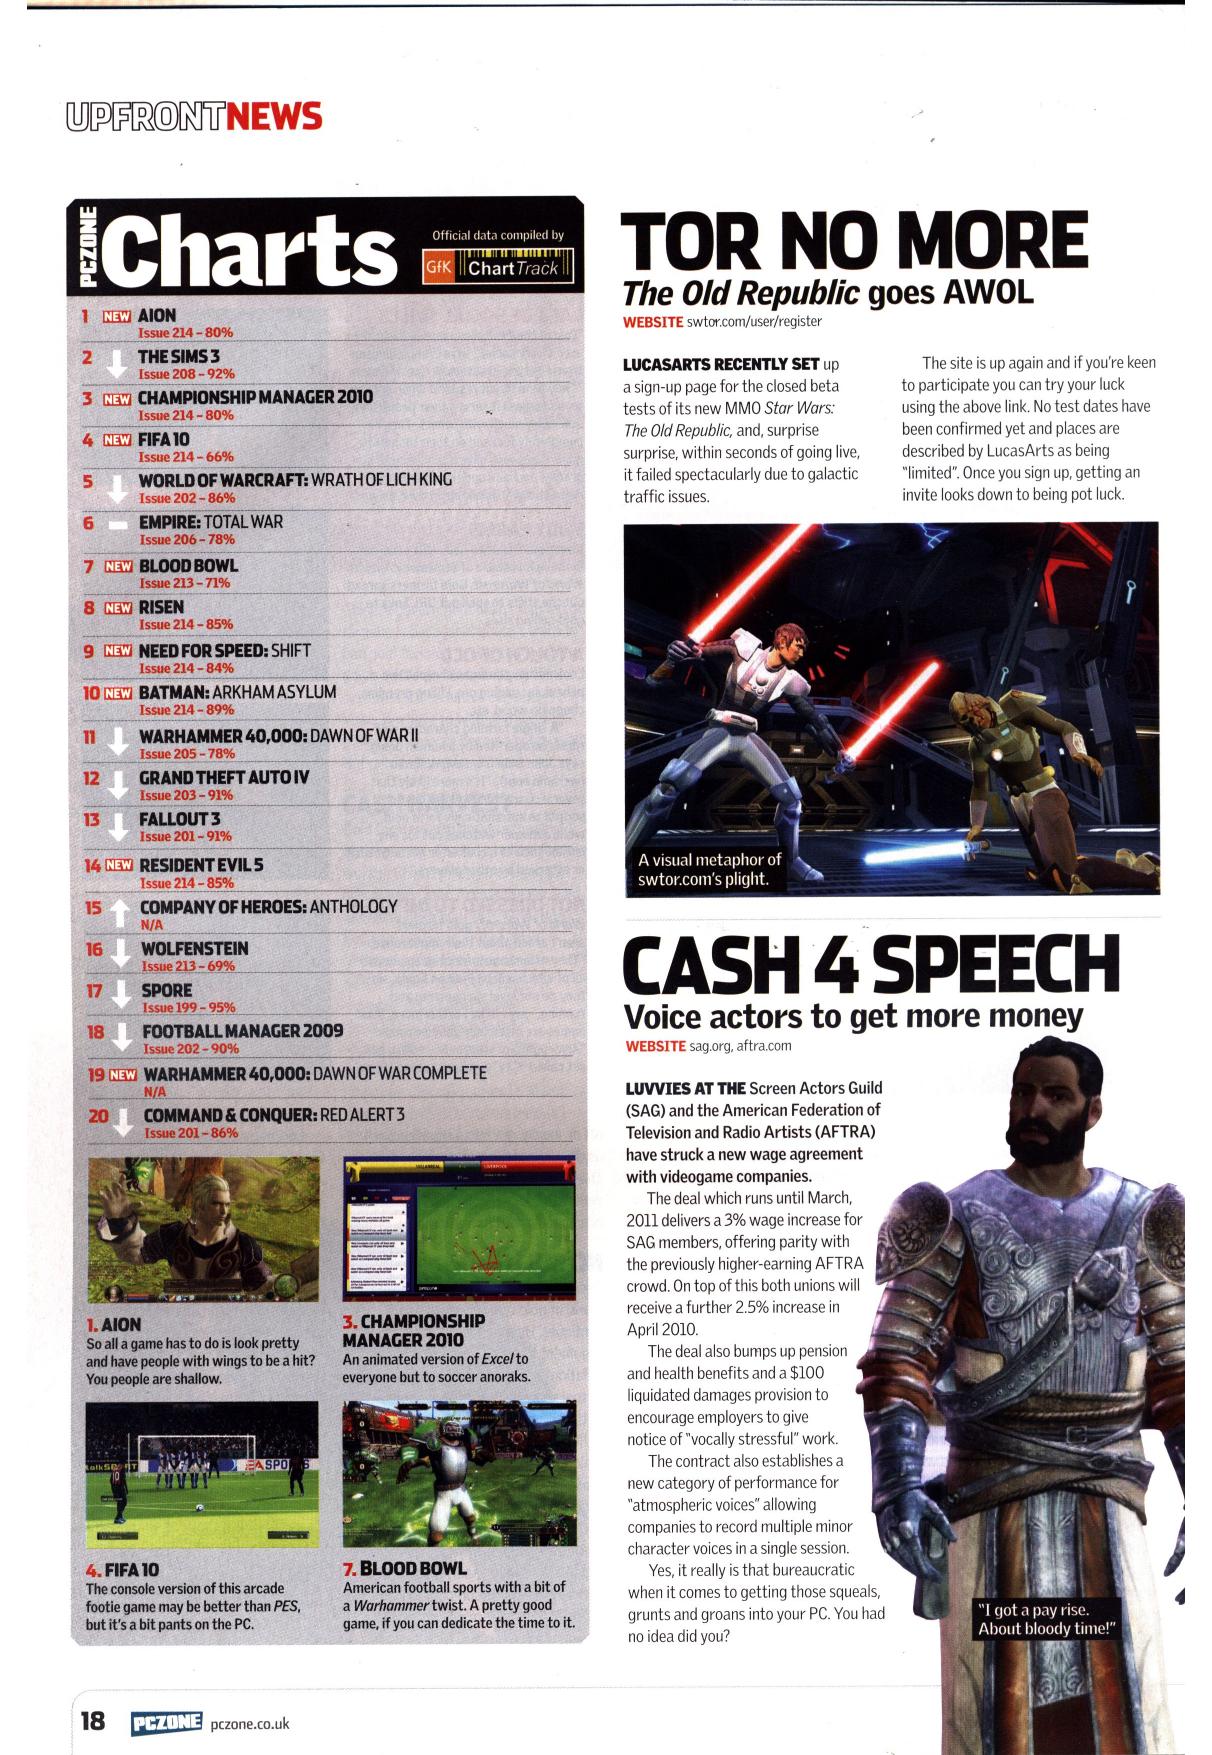 UPFRONTNEWS
PCZONE
Charts
Official data compiled by
GfK ChartTrack
1 NEW AION
Issue 214 – 80%
2 THE SIMS 3
Issue 208 – 92%
3 NEW CHAMPIONSHIP MANAGER 2010
Issue 214 – 80%
4 NEW FIFA 10
Issue 214 – 66%
5 WORLD OF WARCRAFT: WRATH OF LICH KING
Issue 202 – 86%
6 EMPIRE: TOTAL WAR
Issue 206 – 78%
7 NEW BLOOD BOWL
Issue 213 – 71%
8 NEW RISEN
Issue 214 – 85%
9 NEW NEED FOR SPEED: SHIFT
Issue 214 – 84%
10 NEW BATMAN: ARKHAM ASYLUM
Issue 214 – 89%
11 WARHAMMER 40,000: DAWN OF WAR II
Issue 205 – 78%
12 GRAND THEFT AUTO IV
Issue 203 – 91%
13 FALLOUT 3
Issue 201 – 91%
14 NEW RESIDENT EVIL 5
Issue 214 – 85%
15 COMPANY OF HEROES: ANTHOLOGY
N/A
16 WOLFENSTEIN
Issue 213 – 69%
17 SPORE
Issue 199 – 95%
18 FOOTBALL MANAGER 2009
Issue 202 – 90%
19 NEW WARHAMMER 40,000: DAWN OF WAR COMPLETE
N/A
20 COMMAND & CONQUER: RED ALERT 3
Issue 201 – 86%
1. AION
So all a game has to do is look pretty
and have people with wings to be a hit?
You people are shallow.
VILLARREAL
LIVERPOOL
3. CHAMPIONSHIP
MANAGER 2010
An animated version of Excel to
everyone but to soccer anoraks.
talkSPORT
EA SPORTS
10
4. FIFA 10
The console version of this arcade
footie game may be better than PES,
but it's a bit pants on the PC.
7. BLOOD BOWL
American football sports with a bit of
a Warhammer twist. A pretty good
game, if you can dedicate the time to it.
TOR NO MORE
The Old Republic goes AWOL
WEBSITE swtor.com/user/register
LUCASARTS RECENTLY SET up
a sign-up page for the closed beta
tests of its new MMO Star Wars:
The Old Republic, and, surprise
surprise, within seconds of going live,
it failed spectacularly due to galactic
traffic issues.
The site is up again and if you're keen
to participate you can try your luck
using the above link. No test dates have
been confirmed yet and places are
described by LucasArts as being
"limited". Once you sign up, getting an
invite looks down to being pot luck.
A visual metaphor of
swtor.com's plight.
CASH 4 SPEECH
Voice actors to get more money
WEBSITE sag.org, aftra.com
LUVVIES AT THE Screen Actors Guild
(SAG) and the American Federation of
Television and Radio Artists (AFTRA)
have struck a new wage agreement
with videogame companies.
The deal which runs until March,
2011 delivers a 3% wage increase for
SAG members, offering parity with
the previously higher-earning AFTRA
crowd. On top of this both unions will
receive a further 2.5% increase in
April 2010.
The deal also bumps up pension
and health benefits and a $100
liquidated damages provision to
encourage employers to give
notice of "vocally stressful" work.
The contract also establishes a
new category of performance for
"atmospheric voices" allowing
companies to record multiple minor
character voices in a single session.
Yes, it really is that bureaucratic
when it comes to getting those squeals,
grunts and groans into your PC. You had
no idea did you?
"I got a pay rise.
About bloody time!"
18 PCZONE pczone.co.uk